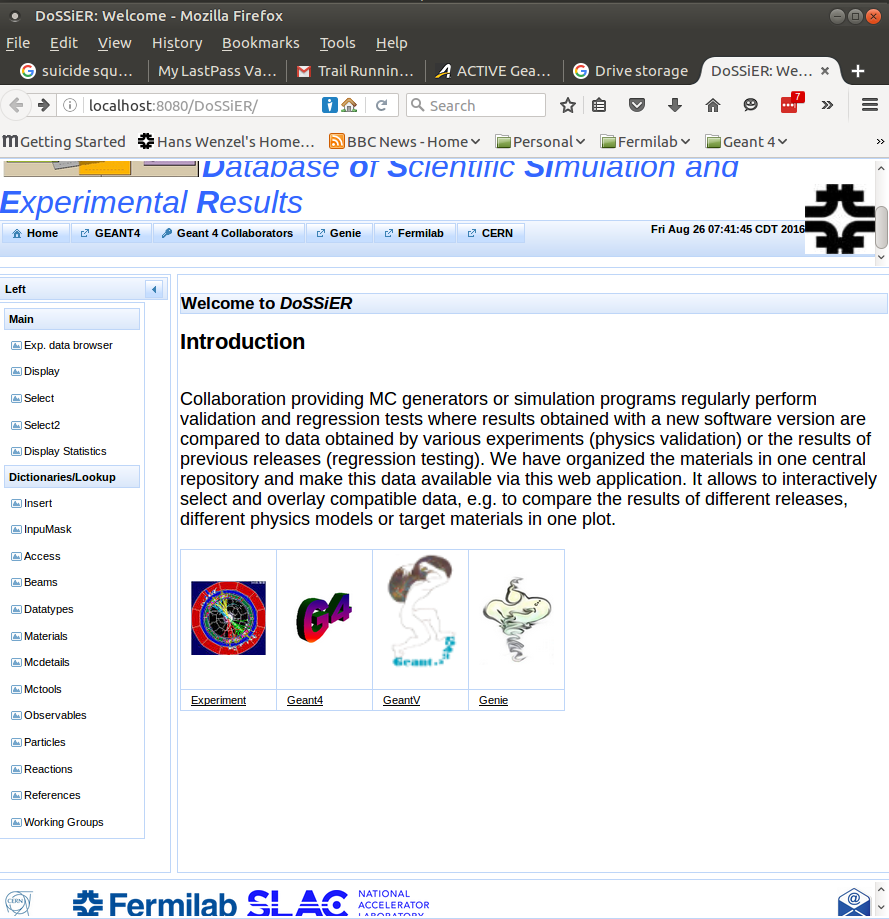 DoSSiER: Welcome - Mozilla Firefox
File Edit View History Bookmarks Tools Help
suicide squ... My LastPass Va... Trail Runnin... ACTIVE Gea... Drive storage DoSSiER: We...
localhost:8080/DoSSiER/ Search 7
Getting Started Hans Wenzel's Home... BBC News - Home Personal Fermilab Geant 4
Database of Scientific SImulation and
Experimental Results
Home GEANT4 Geant 4 Collaborators Genie Fermilab CERN Fri Aug 26 07:41:45 CDT 2016
Left
Main
Exp. data browser
Display
Select
Select2
Display Statistics
Dictionaries/Lookup
Insert
InpuMask
Access
Beams
Datatypes
Materials
Mcdetails
Mctools
Observables
Particles
Reactions
References
Working Groups
Welcome to DoSSiER
Introduction
Collaboration providing MC generators or simulation programs regularly perform
validation and regression tests where results obtained with a new software version are
compared to data obtained by various experiments (physics validation) or the results of
previous releases (regression testing). We have organized the materials in one central
repository and make this data available via this web application. It allows to interactively
select and overlay compatible data, e.g. to compare the results of different releases,
different physics models or target materials in one plot.
G4
Geant
Experiment Geant4 GeantV Genie
CERN
Fermilab SLAC NATIONAL
ACCELERATOR
LABORATORY